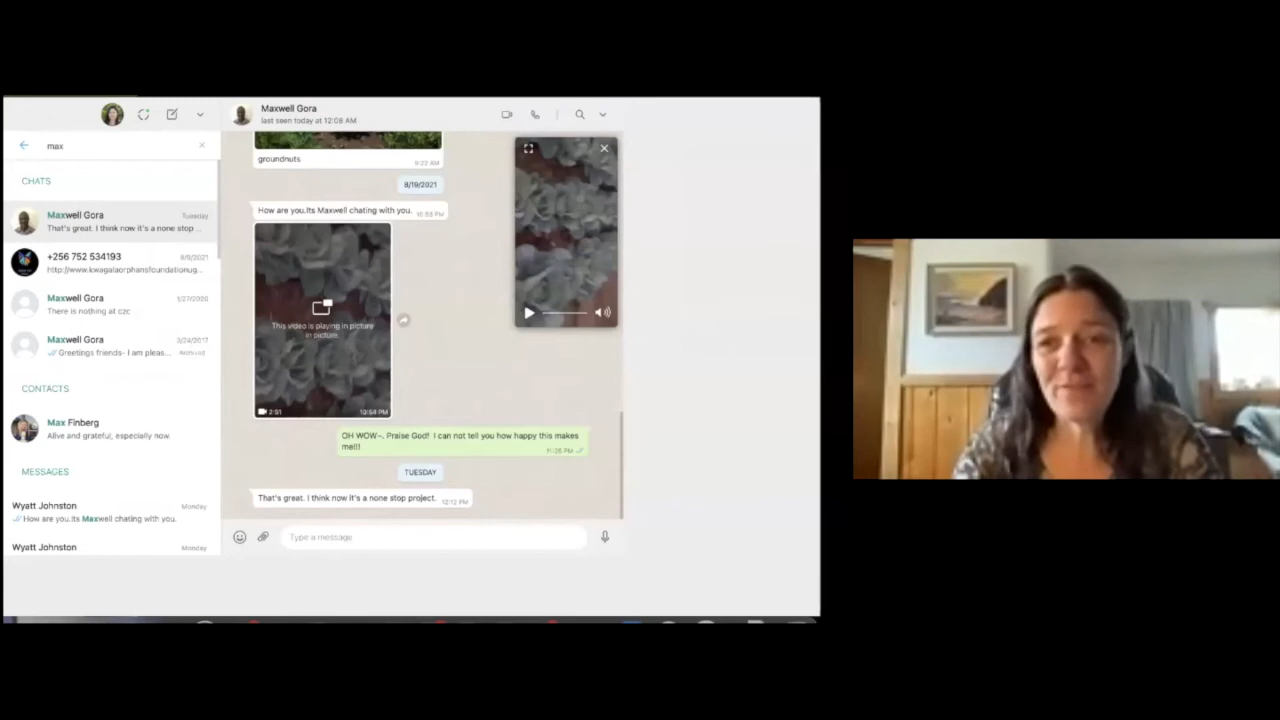 max
CHATS
Maxwell Gora
Tuesday
That's great. I think now it's a none stop ...
+256 752 534193
8/9/2021
http://www.kwagalaorphansfoundationug...
Maxwell Gora
1/27/2020
There is nothing at czc
Maxwell Gora
3/24/2017
Greetings friends- I am pleas...
Archived
CONTACTS
Max Finberg
Alive and grateful, especially now.
MESSAGES
Wyatt Johnston
Monday
How are you.Its Maxwell chating with you.
Wyatt Johnston
Monday
Maxwell Gora
last seen today at 12:08 AM
groundnuts
9:22 AM
8/19/2021
How are you.Its Maxwell chating with you.
10:53 PM
This video is playing in picture
in picture.
2:51
10:54 PM
OH WOW~. Praise God! I can not tell you how happy this makes
me!!!
11:26 PM
TUESDAY
That's great. I think now it's a none stop project.
12:12 PM
Type a message